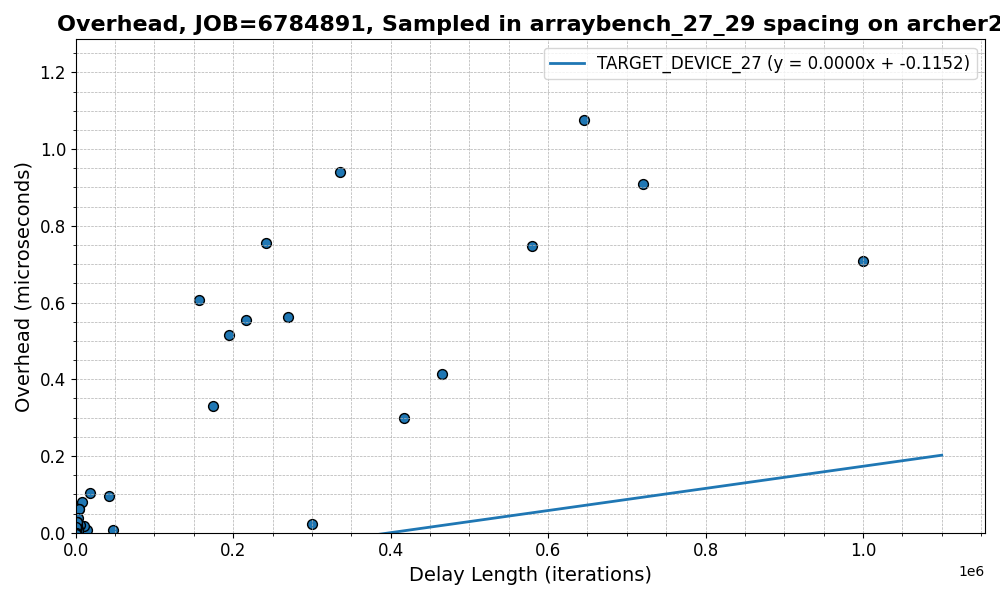 Overhead, JOB=6784891, Sampled in arraybench_27_29 spacing on archer2
TARGET_DEVICE_27 (y = 0.0000x + -0.1152)
Overhead (microseconds)
1.2
1.0
0.8
0.6
0.4
0.2
0.0
0.0 0.2 0.4 0.6 0.8 1.0
1e6
Delay Length (iterations)